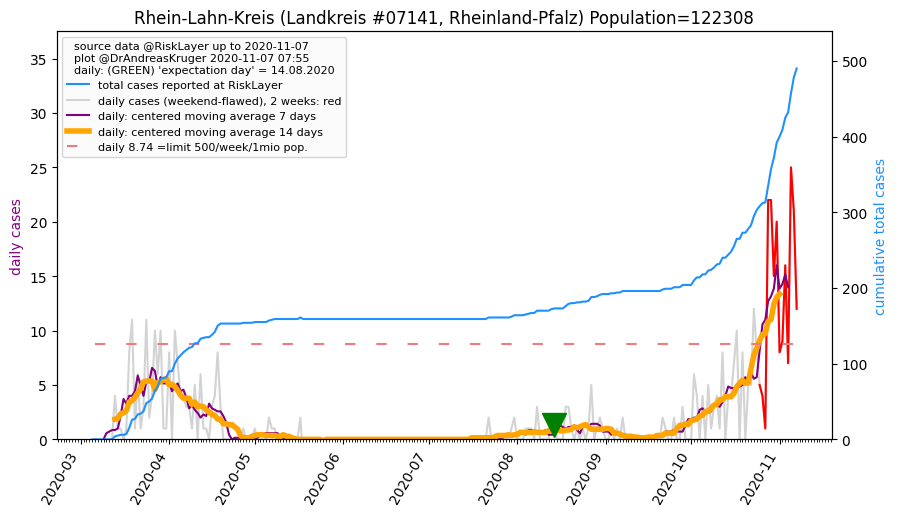 Rhein-Lahn-Kreis (Landkreis #07141, Rheinland-Pfalz) Population=122308
source data @RiskLayer up to 2020-11-07
plot @DrAndreasKruger 2020-11-07 07:55
daily: (GREEN) 'expectation day' = 14.08.2020
total cases reported at RiskLayer
daily cases (weekend-flawed), 2 weeks: red
daily: centered moving average 7 days
daily: centered moving average 14 days
daily 8.74 =limit 500/week/1mio pop.
daily cases
35
30
25
20
15
10
5
0
cumulative total cases
500
400
300
200
100
0
2020-03
2020-04
2020-05
2020-06
2020-07
2020-08
2020-09
2020-10
2020-11